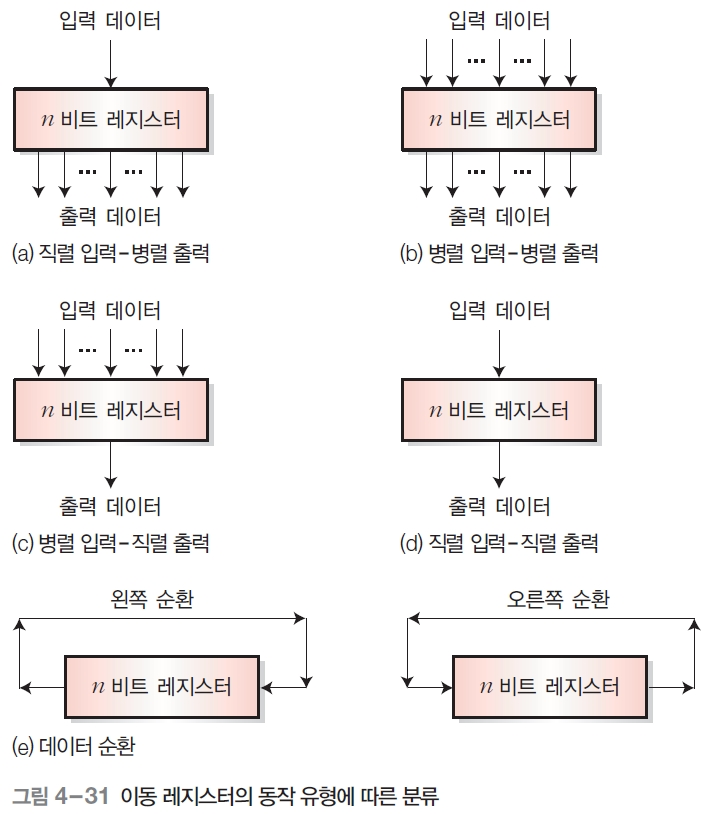 입력 데이터
n 비트 레지스터
출력 데이터
(a) 직렬 입력-병렬 출력
입력 데이터
n 비트 레지스터
출력 데이터
(b) 병렬 입력-병렬 출력
입력 데이터
n 비트 레지스터
출력 데이터
(c) 병렬 입력-직렬 출력
입력 데이터
n 비트 레지스터
출력 데이터
(d) 직렬 입력-직렬 출력
왼쪽 순환
n 비트 레지스터
오른쪽 순환
n 비트 레지스터
(e) 데이터 순환
그림 4-31 이동 레지스터의 동작 유형에 따른 분류